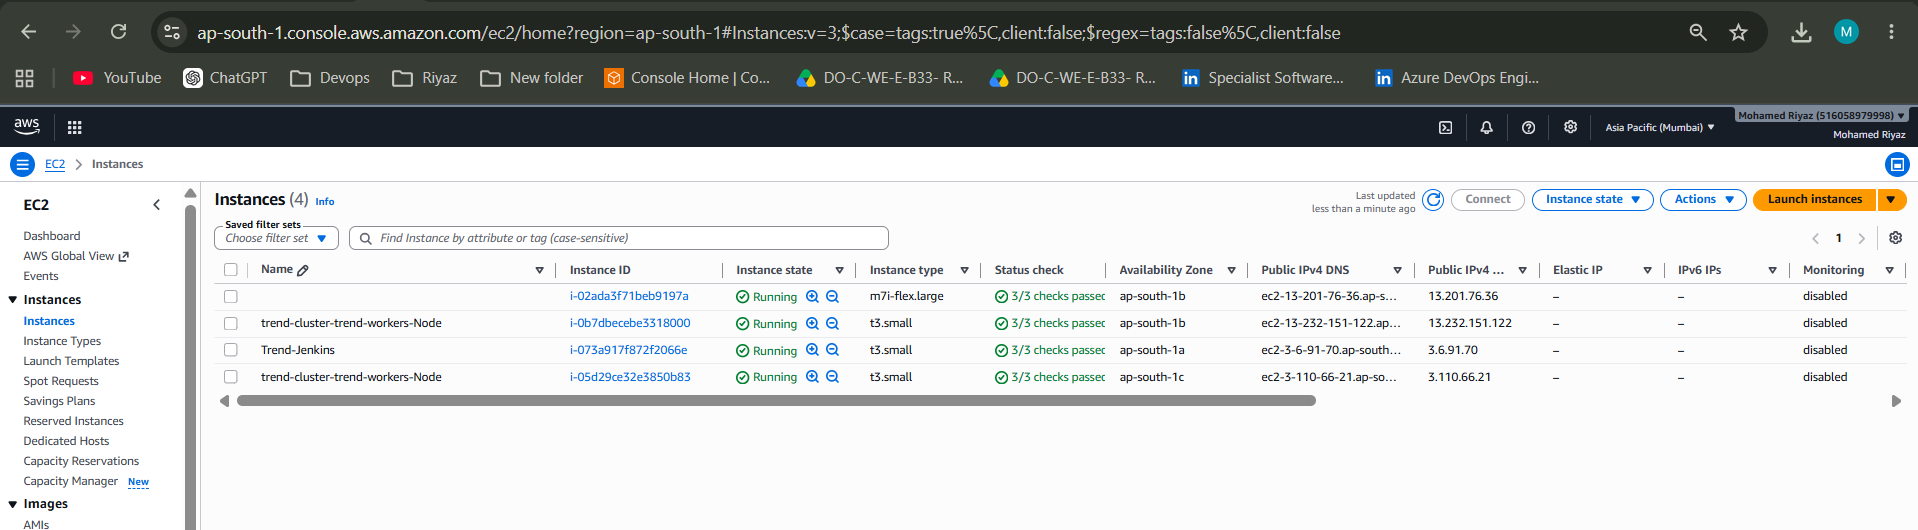 ap-south-1.console.aws.amazon.com/ec2/home?region=ap-south-1#Instances:v=3;$case=tags:true%5C,client:false;$regex=tags:false%5C,client:false
M
YouTube ChatGPT Devops Riyaz New folder Console Home | Co... DO-C-WE-E-B33- R... DO-C-WE-E-B33- R... Specialist Software... Azure DevOps Engi...
aws Asia Pacific (Mumbai) Mohamed Riyaz (516058979998)
Mohamed Riyaz
EC2 Instances
EC2
Dashboard
AWS Global View
Events
Instances
Instances
Instance Types
Launch Templates
Spot Requests
Savings Plans
Reserved Instances
Dedicated Hosts
Capacity Reservations
Capacity Manager New
Images
AMIs
Instances (4) Info
Last updated
less than a minute ago
Connect Instance state Actions Launch instances
Saved filter sets
Choose filter set Find Instance by attribute or tag (case-sensitive) 1
Name Instance ID Instance state Instance type Status check Availability Zone Public IPv4 DNS Public IPv4 ... Elastic IP IPv6 IPs Monitoring
i-02ada3f71beb9197a Running m7i-flex.large 3/3 checks passed ap-south-1b ec2-13-201-76-36.ap-s... 13.201.76.36 – – disabled
trend-cluster-trend-workers-Node i-0b7dbecebe3318000 Running t3.small 3/3 checks passed ap-south-1b ec2-13-232-151-122.ap... 13.232.151.122 – – disabled
Trend-Jenkins i-073a917f872f2066e Running t3.small 3/3 checks passed ap-south-1a ec2-3-6-91-70.ap-south... 3.6.91.70 – – disabled
trend-cluster-trend-workers-Node i-05d29ce32e3850b83 Running t3.small 3/3 checks passed ap-south-1c ec2-3-110-66-21.ap-so... 3.110.66.21 – – disabled